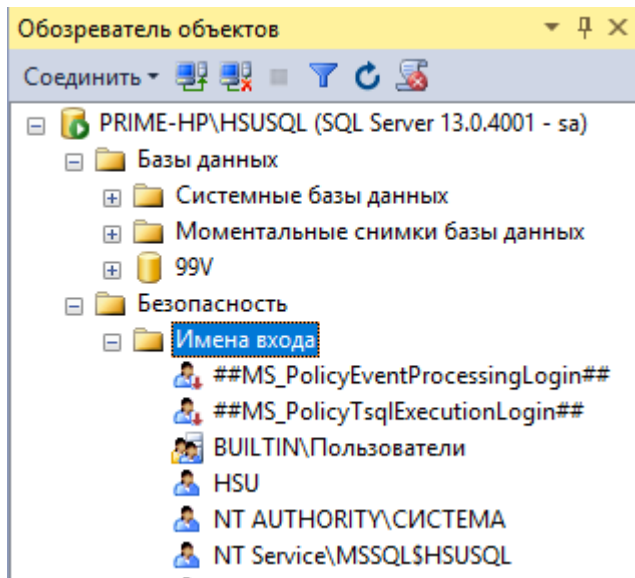 Обозреватель объектов
Соединить
PRIME-HP\HSUSQL (SQL Server 13.0.4001 - sa)
Базы данных
Системные базы данных
Моментальные снимки базы данных
99V
Безопасность
Имена входа
##MS_PolicyEventProcessingLogin##
##MS_PolicyTsqlExecutionLogin##
BUILTIN\Пользователи
HSU
NT AUTHORITY\СИСТЕМА
NT Service\MSSQL$HSUSQL